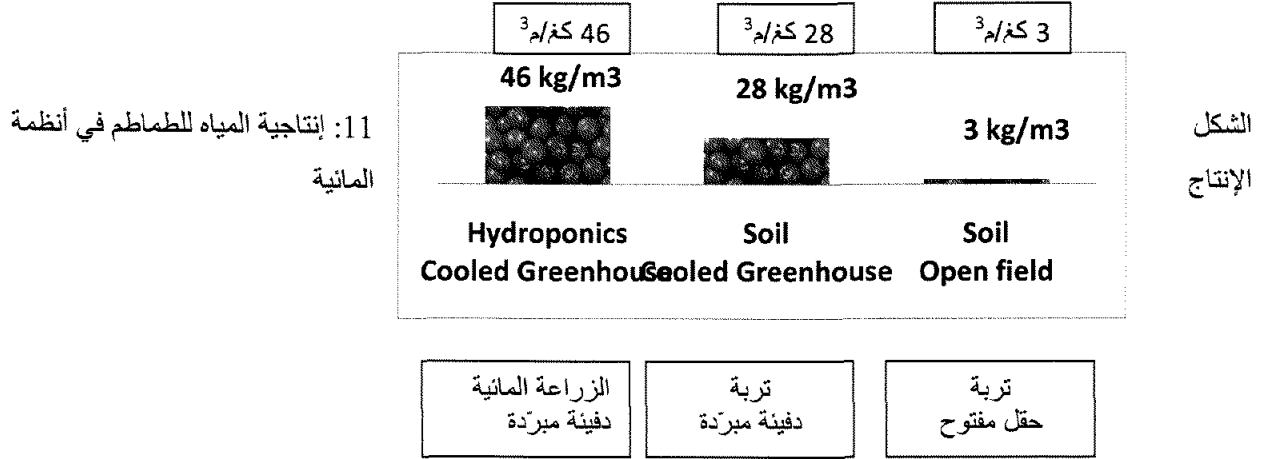 46 كغ/م³
28 كغ/م³
3 كغ/م³
46 kg/m3
28 kg/m3
3 kg/m3
الشكل 11: إنتاجية المياه للطماطم في أنظمة
الإنتاج المائية
Hydroponics
Cooled Greenhouse
Soil
Cooled Greenhouse
Soil
Open field
الزراعة المائية
دفيئة مبرّدة
تربة
دفيئة مبرّدة
تربة
حقل مفتوح